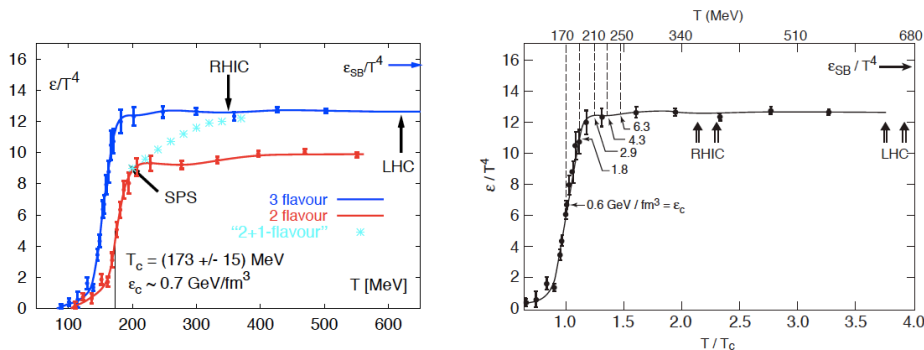 ε/T⁴
RHIC
ε_SB/T⁴
LHC
SPS
3 flavour
2 flavour
"2+1-flavour"
T_c = (173 +/- 15) MeV
ε_c ~ 0.7 GeV/fm³
T [MeV]
16
14
12
10
8
6
4
2
0
100 200 300 400 500 600
T (MeV)
170 210 250 340 510 680
ε_SB / T⁴
6.3
4.3
2.9
1.8
RHIC
LHC
0.6 GeV / fm³ = ε_c
ε / T⁴
16
14
12
10
8
6
4
2
0
1.0 1.5 2.0 2.5 3.0 3.5 4.0
T / T_c